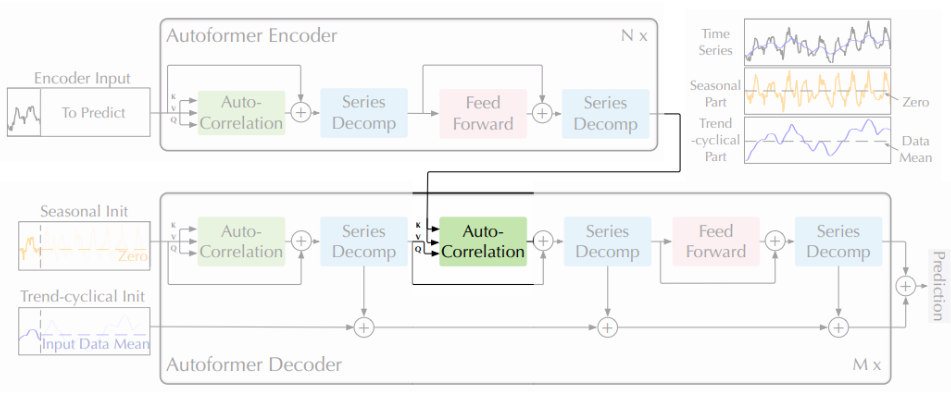 Autoformer Encoder
N x
Encoder Input
To Predict
K
V
Q
Auto-
Correlation
Series
Decomp
Feed
Forward
Series
Decomp
Time
Series
Seasonal
Part
Zero
Trend
-cyclical
Part
Data
Mean
Seasonal Init
Zero
K
V
Q
Auto-
Correlation
Series
Decomp
K
V
Q
Auto-
Correlation
Series
Decomp
Feed
Forward
Series
Decomp
Prediction
Trend-cyclical Init
Input Data Mean
Autoformer Decoder
M x